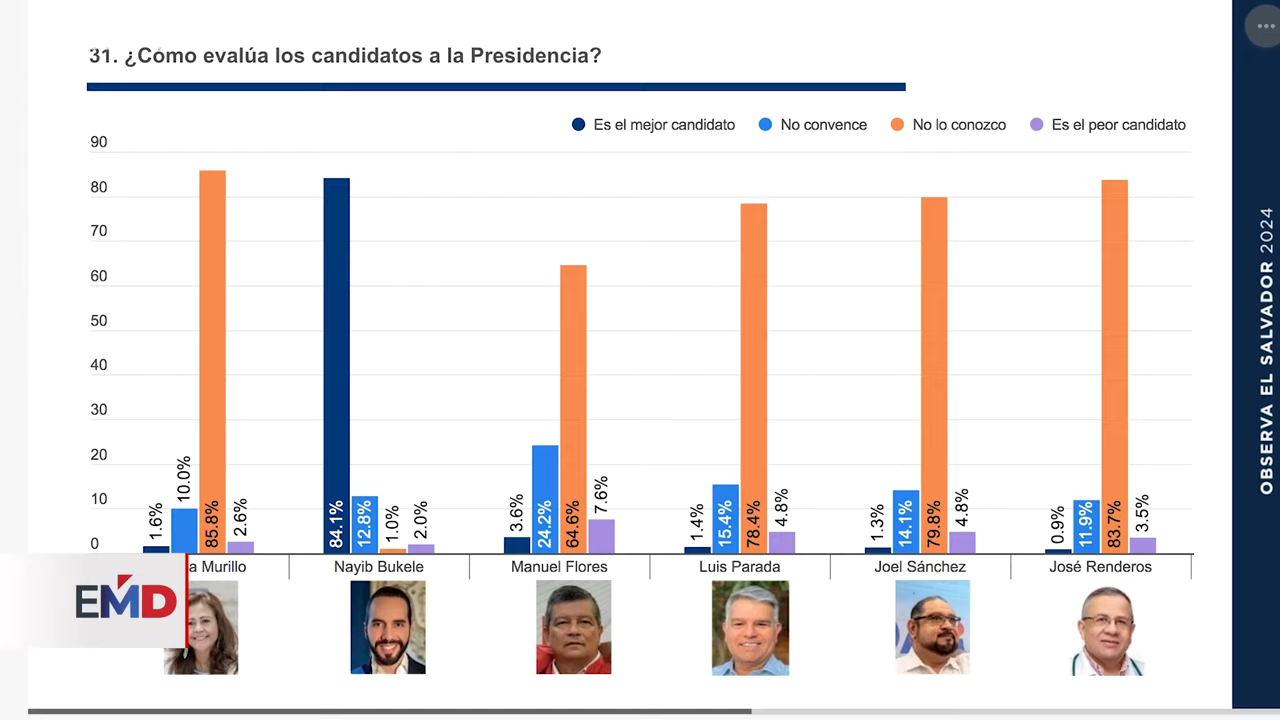 31. ¿Cómo evalúa los candidatos a la Presidencia?
Es el mejor candidato No convence No lo conozco Es el peor candidato
90
80
70
60
50
40
30
20
10
0
1.6% 10.0% 85.8% 2.6%
84.1% 12.8% 1.0% 2.0%
3.6% 24.2% 64.6% 7.6%
1.4% 15.4% 78.4% 4.8%
1.3% 14.1% 79.8% 4.8%
0.9% 11.9% 83.7% 3.5%
a Murillo Nayib Bukele Manuel Flores Luis Parada Joel Sánchez José Renderos
EMD
OBSERVA EL SALVADOR 2024